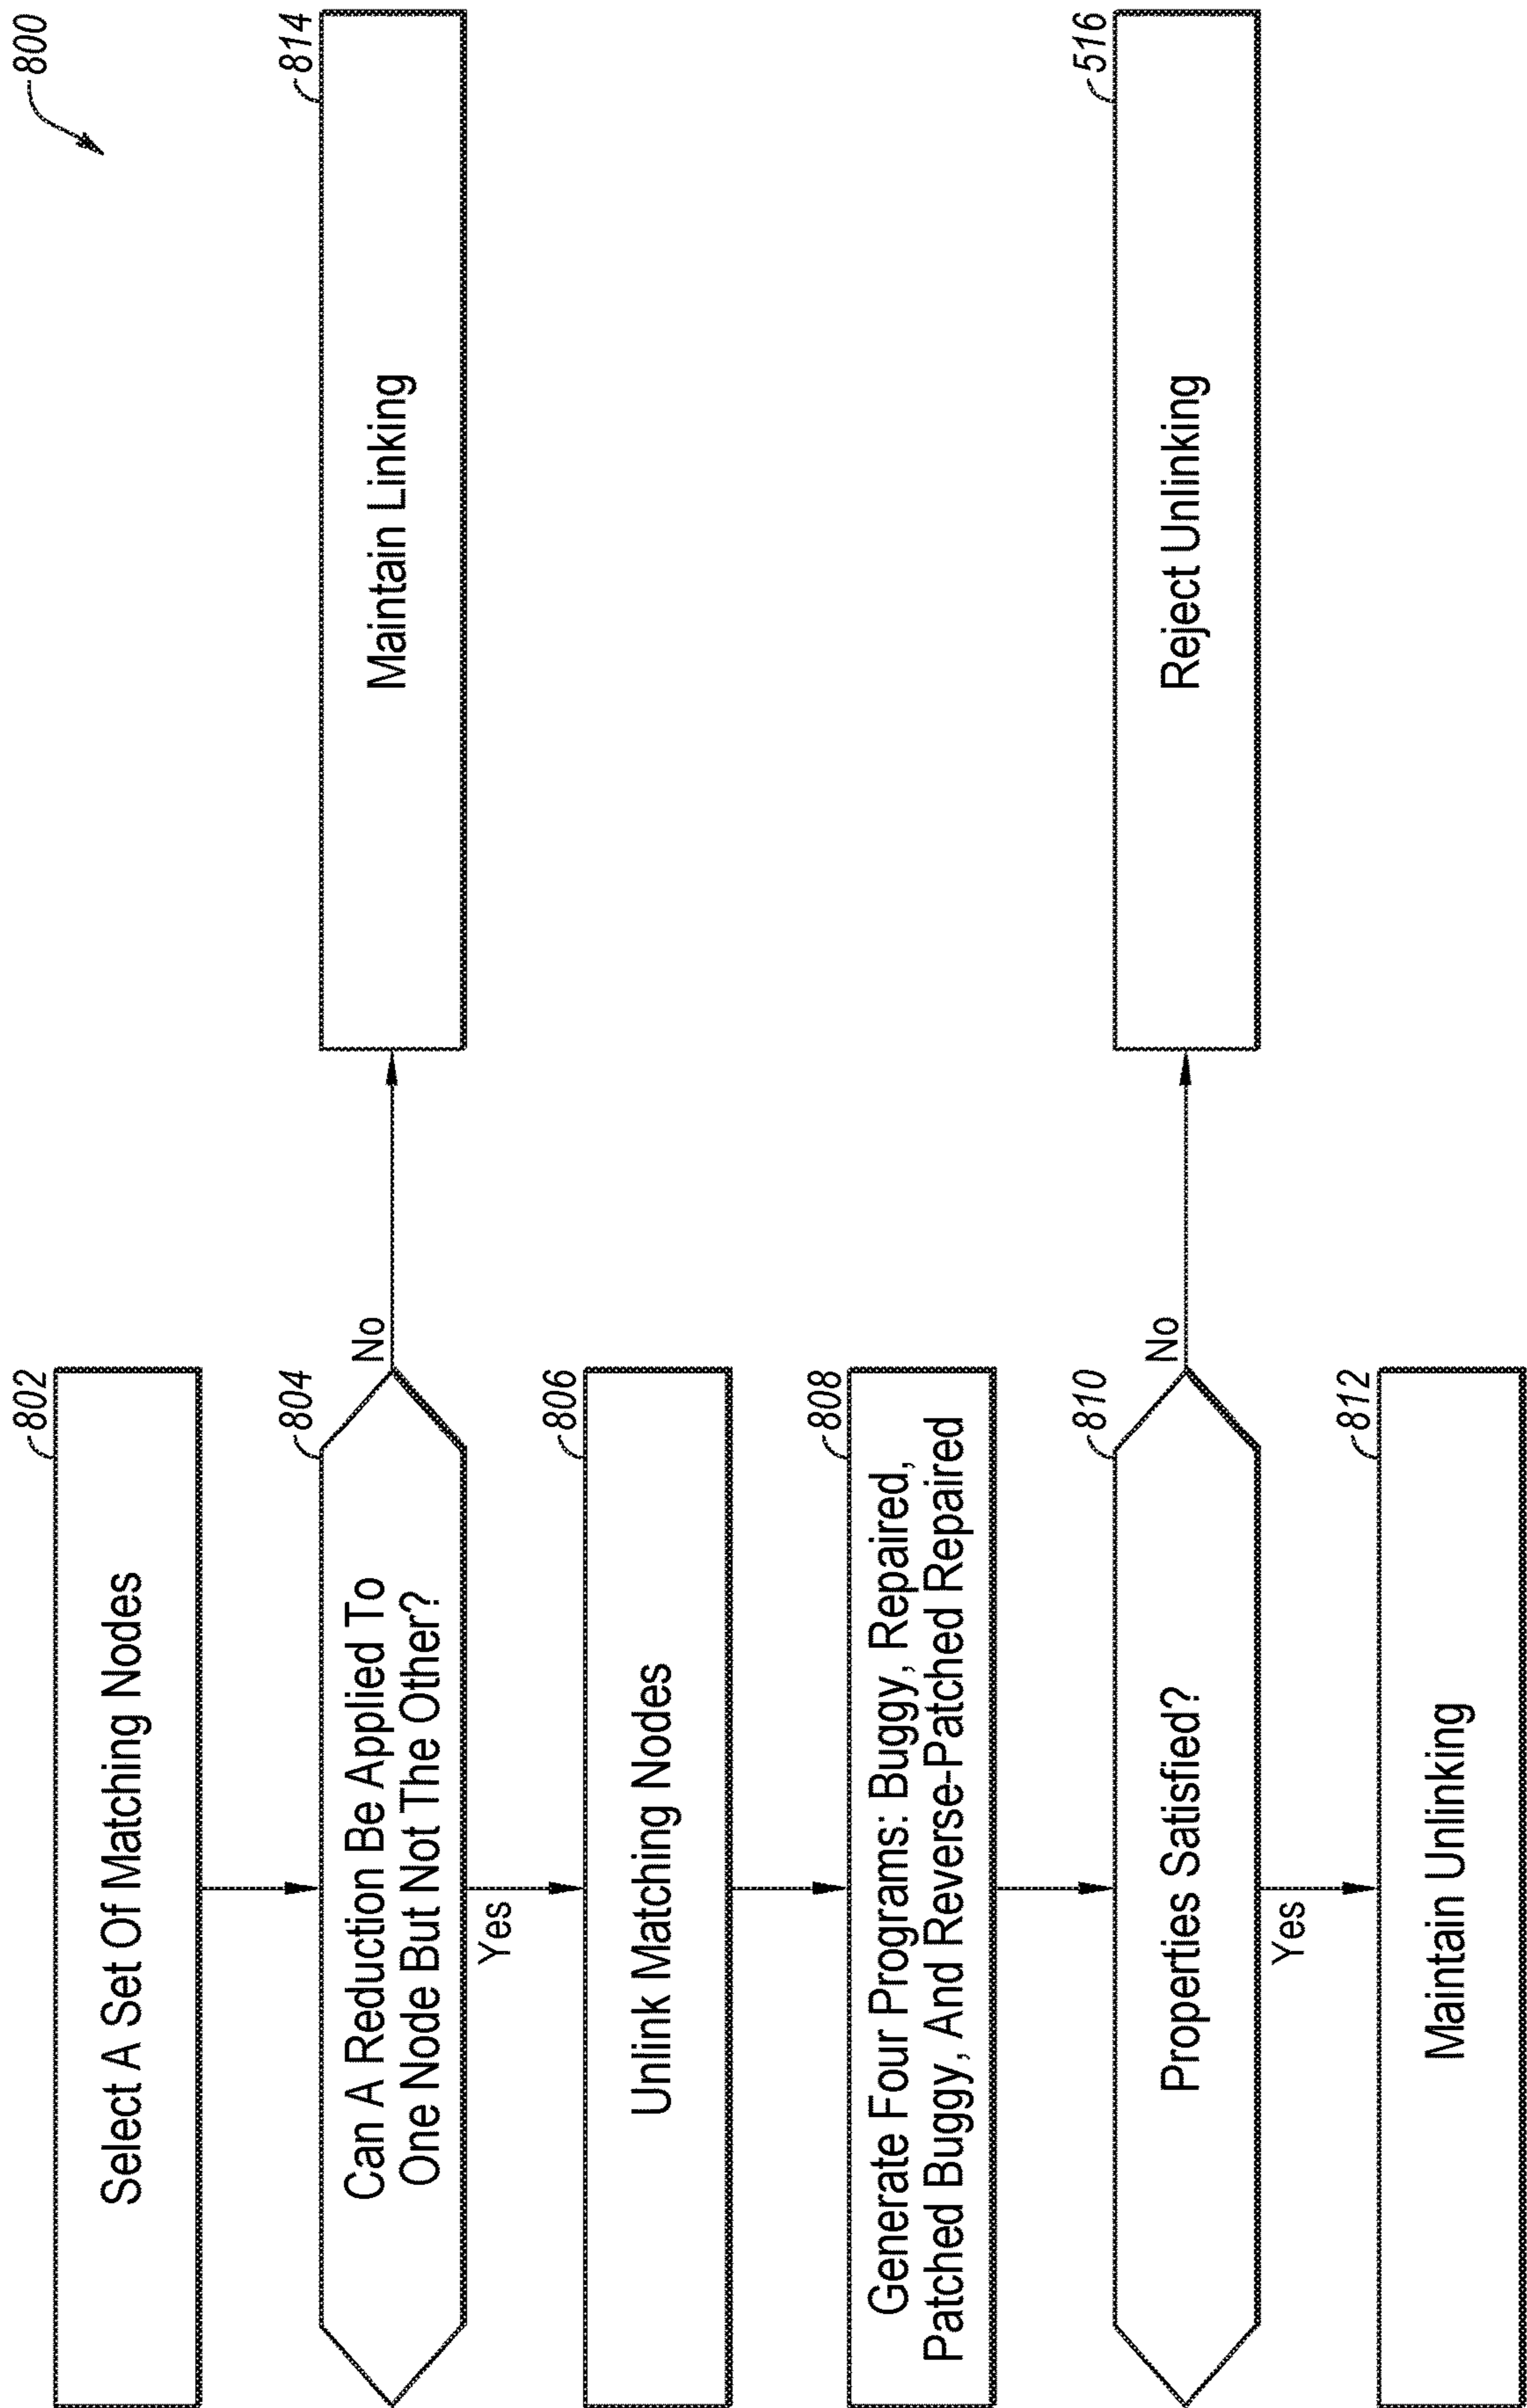 800
802
Select A Set Of Matching Nodes
804
Can A Reduction Be Applied To
One Node But Not The Other?
No
814
Maintain Linking
Yes
806
Unlink Matching Nodes
808
Generate Four Programs: Buggy, Repaired,
Patched Buggy, And Reverse-Patched Repaired
810
Properties Satisfied?
No
516
Reject Unlinking
Yes
812
Maintain Unlinking